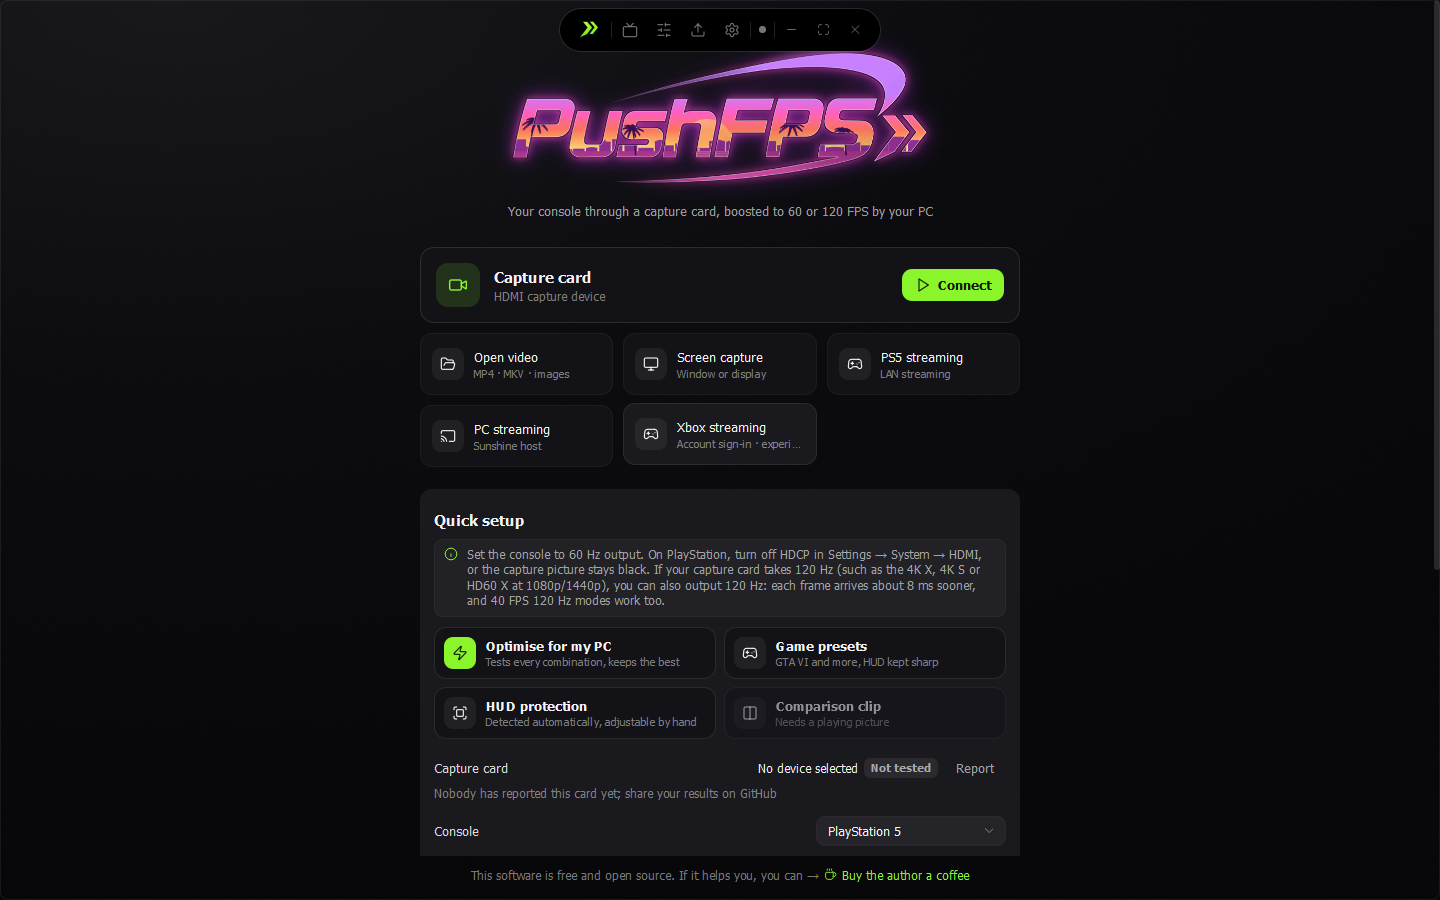 PushFPS
Your console through a capture card, boosted to 60 or 120 FPS by your PC
Capture card
HDMI capture device
Connect
Open video
MP4 · MKV · images
Screen capture
Window or display
PS5 streaming
LAN streaming
PC streaming
Sunshine host
Xbox streaming
Account sign-in · experi...
Quick setup
Set the console to 60 Hz output. On PlayStation, turn off HDCP in Settings → System → HDMI,
or the capture picture stays black. If your capture card takes 120 Hz (such as the 4K X, 4K S or
HD60 X at 1080p/1440p), you can also output 120 Hz: each frame arrives about 8 ms sooner,
and 40 FPS 120 Hz modes work too.
Optimise for my PC
Tests every combination, keeps the best
Game presets
GTA VI and more, HUD kept sharp
HUD protection
Detected automatically, adjustable by hand
Comparison clip
Needs a playing picture
Capture card
No device selected
Not tested
Report
Nobody has reported this card yet; share your results on GitHub
Console
PlayStation 5
This software is free and open source. If it helps you, you can → Buy the author a coffee